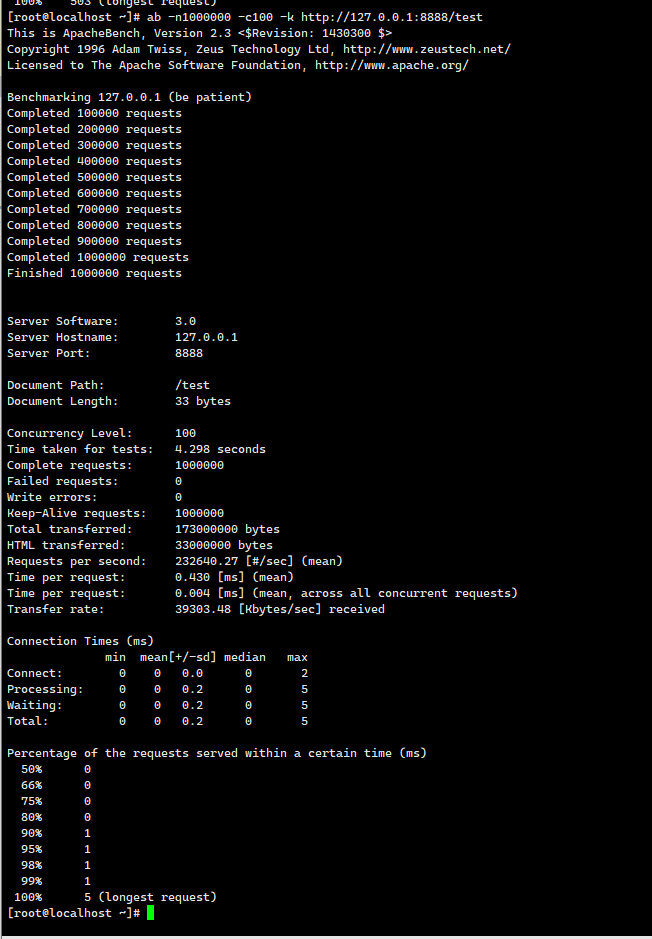 100%    503 (longest request)
[root@localhost ~]# ab -n1000000 -c100 -k http://127.0.0.1:8888/test
This is ApacheBench, Version 2.3 <$Revision: 1430300 $>
Copyright 1996 Adam Twiss, Zeus Technology Ltd, http://www.zeustech.net/
Licensed to The Apache Software Foundation, http://www.apache.org/
Benchmarking 127.0.0.1 (be patient)
Completed 100000 requests
Completed 200000 requests
Completed 300000 requests
Completed 400000 requests
Completed 500000 requests
Completed 600000 requests
Completed 700000 requests
Completed 800000 requests
Completed 900000 requests
Completed 1000000 requests
Finished 1000000 requests
Server Software:        3.0
Server Hostname:        127.0.0.1
Server Port:            8888
Document Path:          /test
Document Length:        33 bytes
Concurrency Level:      100
Time taken for tests:   4.298 seconds
Complete requests:      1000000
Failed requests:        0
Write errors:           0
Keep-Alive requests:    1000000
Total transferred:      173000000 bytes
HTML transferred:       33000000 bytes
Requests per second:    232640.27 [#/sec] (mean)
Time per request:       0.430 [ms] (mean)
Time per request:       0.004 [ms] (mean, across all concurrent requests)
Transfer rate:          39303.48 [Kbytes/sec] received
Connection Times (ms)
              min  mean[+/-sd] median   max
Connect:        0    0   0.0      0       2
Processing:     0    0   0.2      0       5
Waiting:        0    0   0.2      0       5
Total:          0    0   0.2      0       5
Percentage of the requests served within a certain time (ms)
  50%      0
  66%      0
  75%      0
  80%      0
  90%      1
  95%      1
  98%      1
  99%      1
 100%      5 (longest request)
[root@localhost ~]#